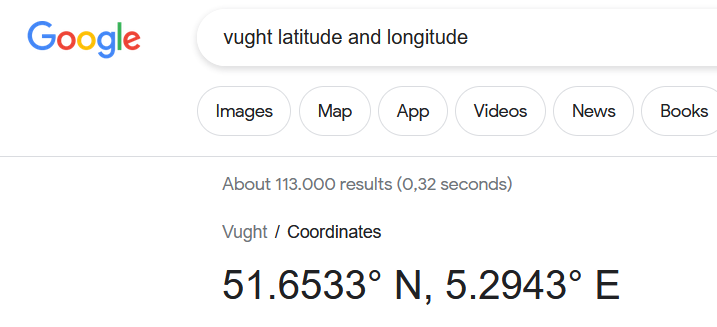 Google
vught latitude and longitude
Images Map App Videos News Books
About 113.000 results (0,32 seconds)
Vught / Coordinates
51.6533° N, 5.2943° E